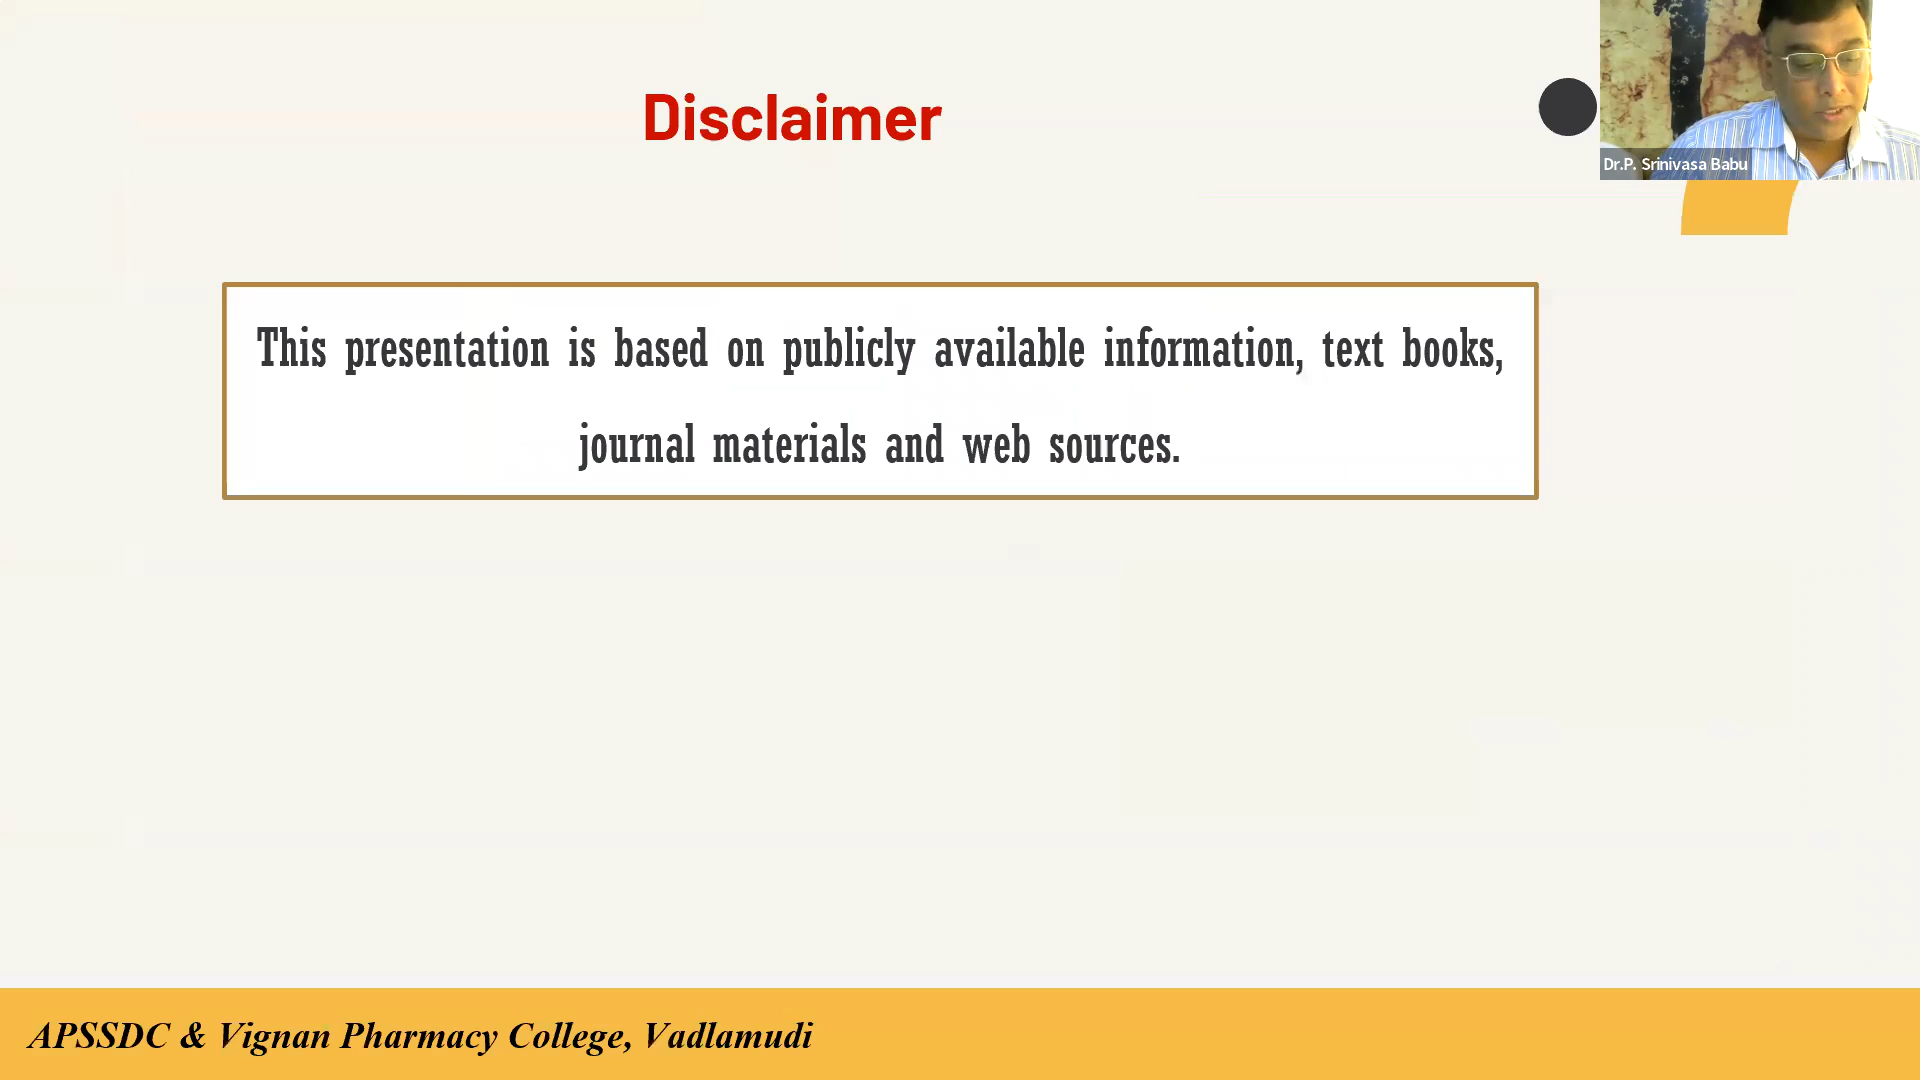 Disclaimer
Dr.P. Srinivasa Babu
This presentation is based on publicly available information, text books,
journal materials and web sources.
APSSDC & Vignan Pharmacy College, Vadlamudi